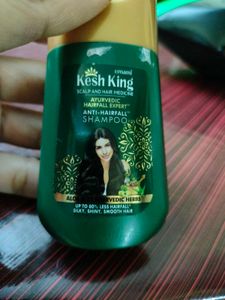 emami
Kesh King
SCALP AND HAIR MEDICINE
AYURVEDIC
HAIRFALL EXPERT
ANTI-HAIRFALL
SHAMPOO
AYURVEDIC HERBS
UP TO 80% LESS HAIRFALL*
SILKY, SHINY, SMOOTH HAIR